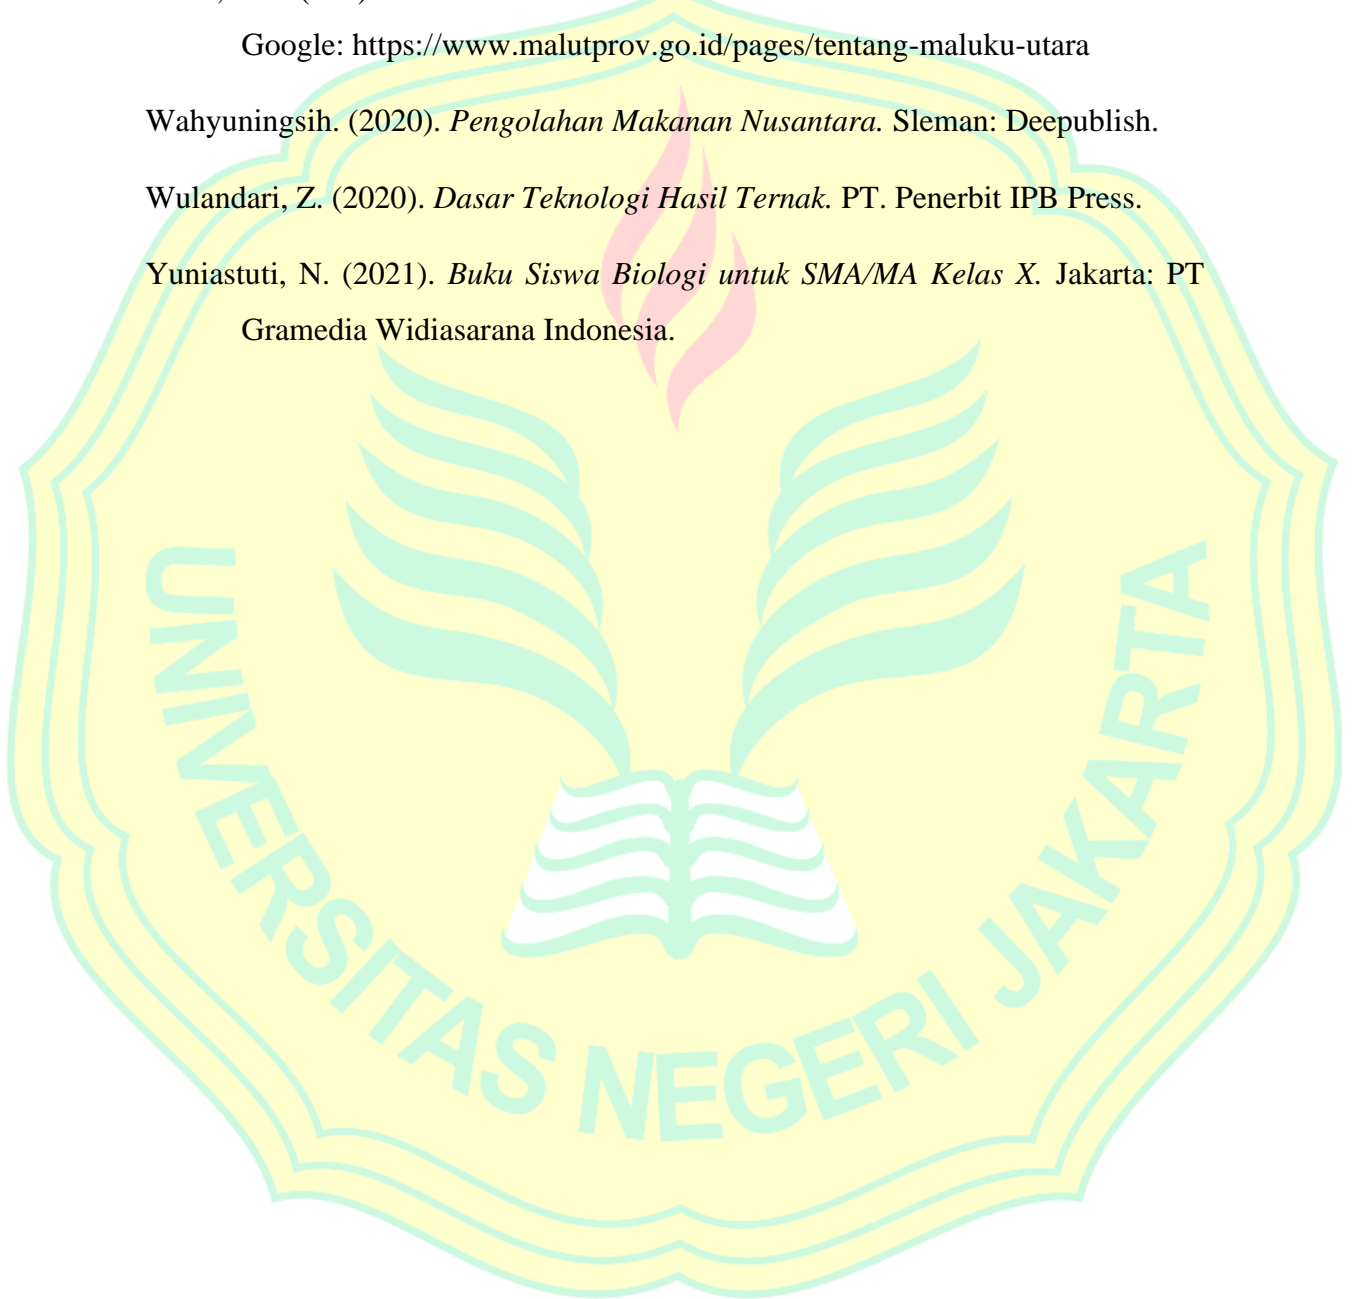 Google: https://www.malutprov.go.id/pages/tentang-maluku-utara
Wahyuningsih. (2020). Pengolahan Makanan Nusantara. Sleman: Deepublish.
Wulandari, Z. (2020). Dasar Teknologi Hasil Ternak. PT. Penerbit IPB Press.
Yuniastuti, N. (2021). Buku Siswa Biologi untuk SMA/MA Kelas X. Jakarta: PT
Gramedia Widiasarana Indonesia.
UNIVERSITAS NEGERI JAKARTA